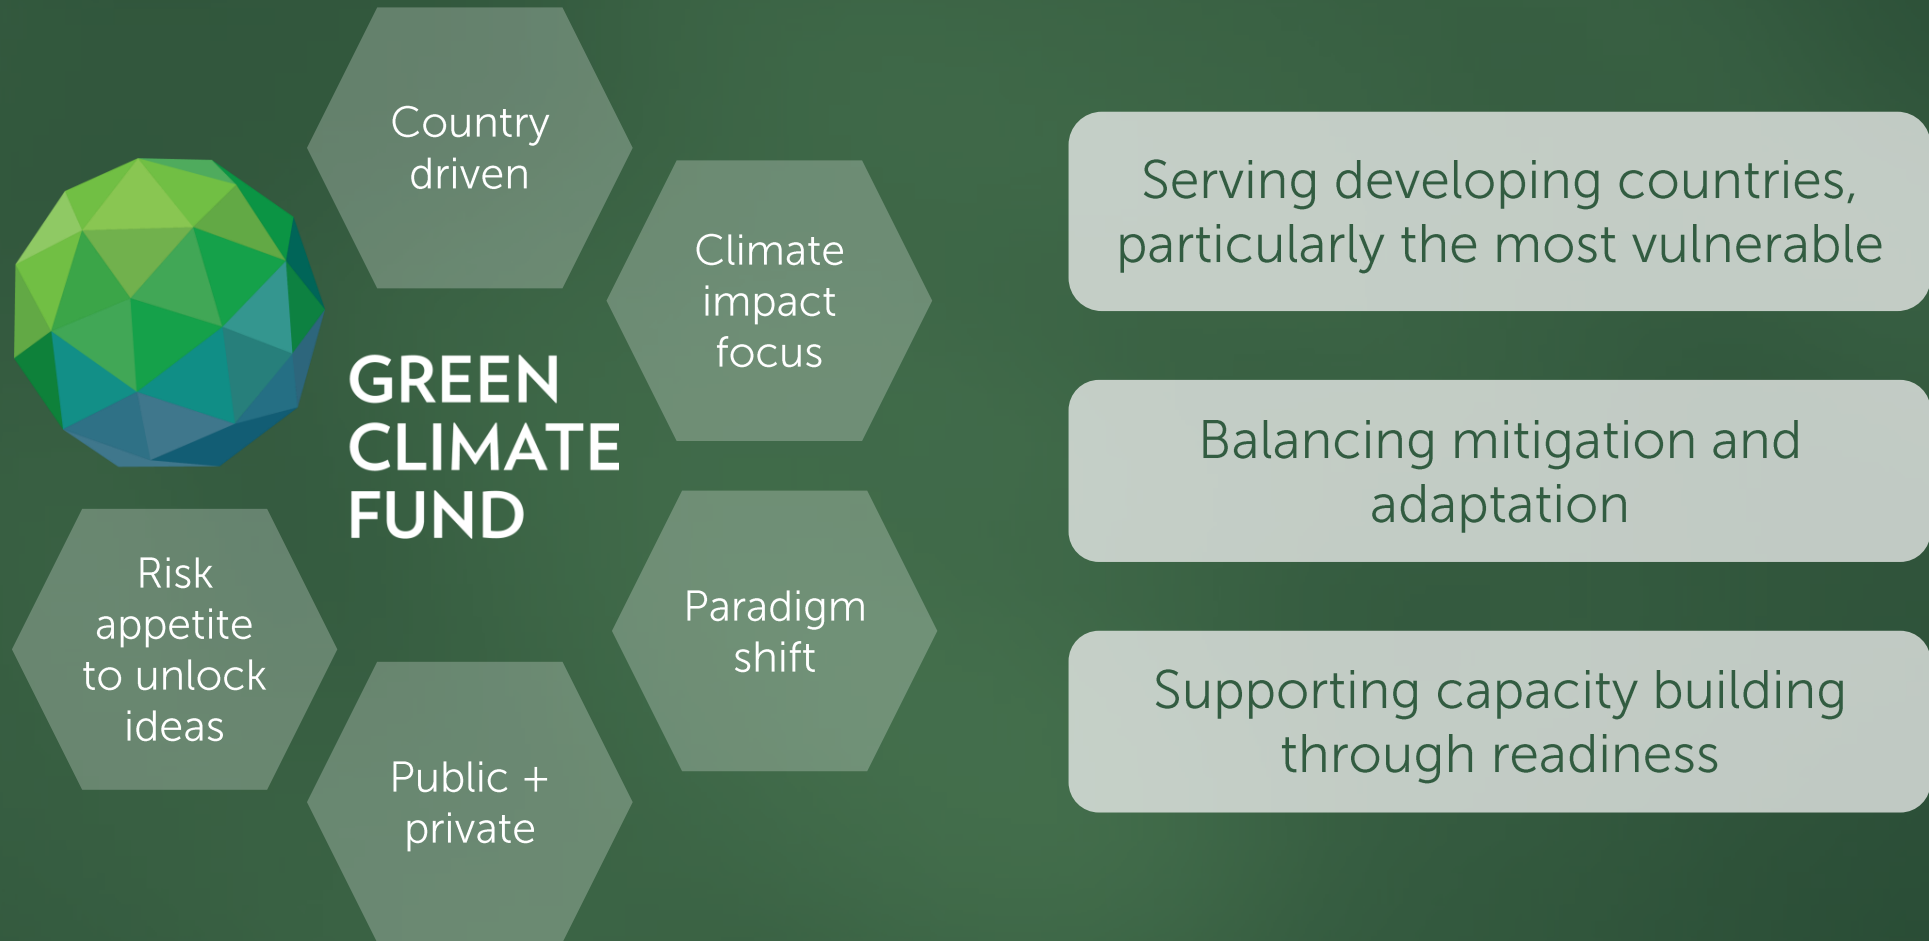 Country
driven
Climate
impact
focus
GREEN
CLIMATE
FUND
Risk
appetite
to unlock
ideas
Paradigm
shift
Public +
private
Serving developing countries,
particularly the most vulnerable
Balancing mitigation and
adaptation
Supporting capacity building
through readiness